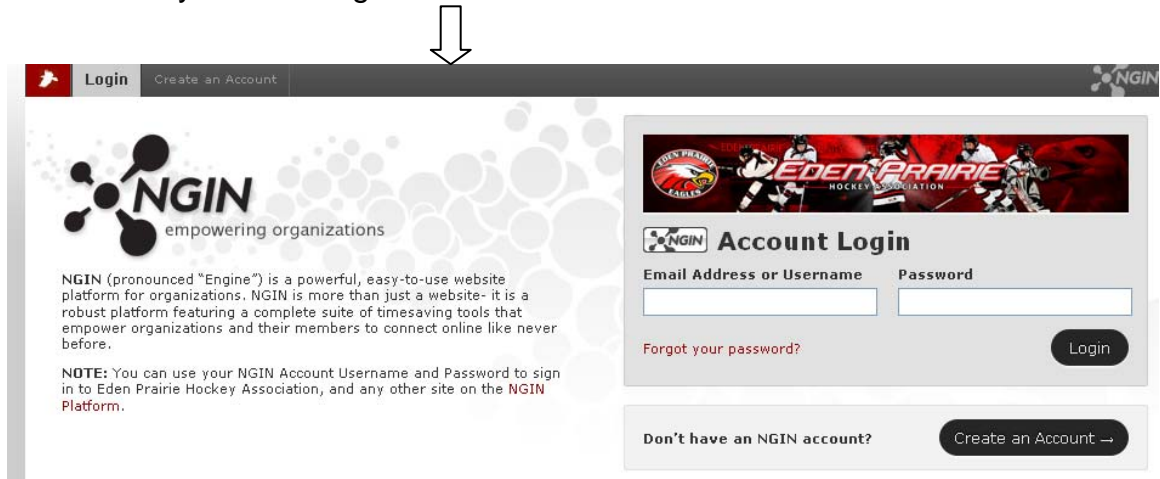 Login Create an Account NGIN
NGIN
empowering organizations
NGIN (pronounced “Engine”) is a powerful, easy-to-use website
platform for organizations. NGIN is more than just a website- it is a
robust platform featuring a complete suite of timesaving tools that
empower organizations and their members to connect online like never
before.
NOTE: You can use your NGIN Account Username and Password to sign
in to Eden Prairie Hockey Association, and any other site on the NGIN
Platform.
EDEN PRAIRIE
EAGLES
EDEN PRAIRIE
HOCKEY ASSOCIATION
NGIN Account Login
Email Address or Username Password
Forgot your password? Login
Don't have an NGIN account? Create an Account →